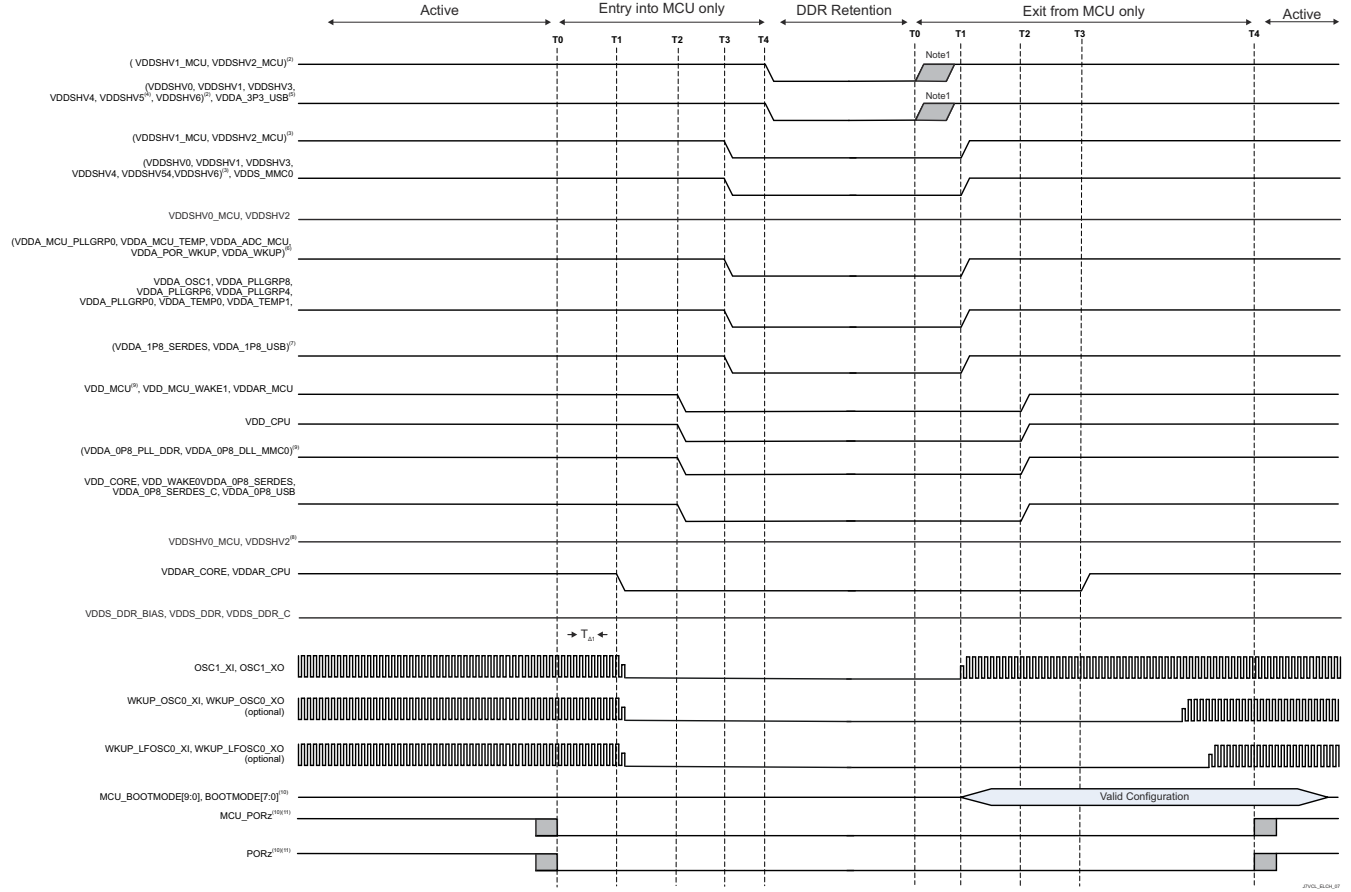 Active Entry into MCU only DDR Retention Exit from MCU only Active
T0 T1 T2 T3 T4 T0 T1 T2 T3 T4
( VDDSHV1_MCU, VDDSHV2_MCU)(2)
Note1
(VDDSHV0, VDDSHV1, VDDSHV3,
VDDSHV4, VDDSHV5(4), VDDSHV6)(2), VDDA_3P3_USB(5)
Note1
(VDDSHV1_MCU, VDDSHV2_MCU)(3)
(VDDSHV0, VDDSHV1, VDDSHV3,
VDDSHV4, VDDSHV54,VDDSHV6)(3), VDDS_MMC0
VDDSHV0_MCU, VDDSHV2
(VDDA_MCU_PLLGRP0, VDDA_MCU_TEMP, VDDA_ADC_MCU,
VDDA_POR_WKUP, VDDA_WKUP)(6)
VDDA_OSC1, VDDA_PLLGRP8,
VDDA_PLLGRP6, VDDA_PLLGRP4,
VDDA_PLLGRP0, VDDA_TEMP0, VDDA_TEMP1,
(VDDA_1P8_SERDES, VDDA_1P8_USB)(7)
VDD_MCU(9), VDD_MCU_WAKE1, VDDAR_MCU
VDD_CPU
(VDDA_0P8_PLL_DDR, VDDA_0P8_DLL_MMC0)(9)
VDD_CORE, VDD_WAKE0VDDA_0P8_SERDES,
VDDA_0P8_SERDES_C, VDDA_0P8_USB
VDDSHV0_MCU, VDDSHV2(8)
VDDAR_CORE, VDDAR_CPU
VDDS_DDR_BIAS, VDDS_DDR, VDDS_DDR_C
TΔ1
OSC1_XI, OSC1_XO
WKUP_OSC0_XI, WKUP_OSC0_XO
(optional)
WKUP_LFOSC0_XI, WKUP_LFOSC0_XO
(optional)
MCU_BOOTMODE[9:0], BOOTMODE[7:0](10)
Valid Configuration
MCU_PORz(10)(11)
PORz(10)(11)
J7VCL_ELCH_07